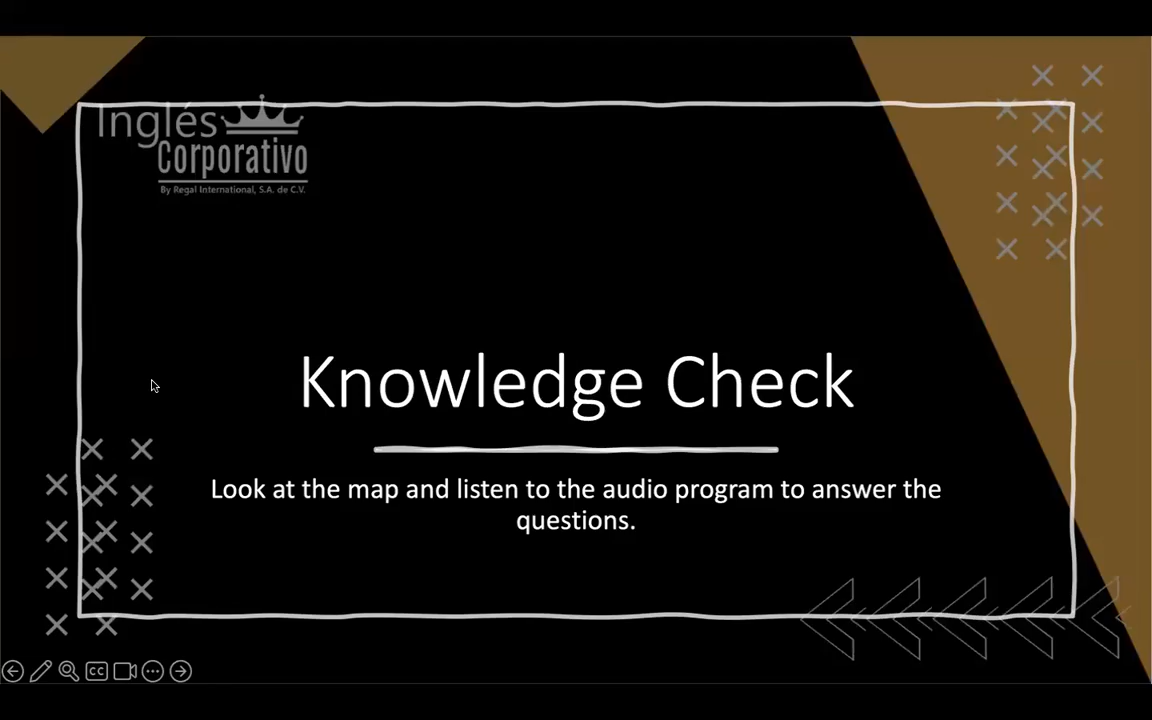 Inglés
Corporativo
By Regal International, S.A. de C.V.
Knowledge Check
Look at the map and listen to the audio program to answer the
questions.
CC